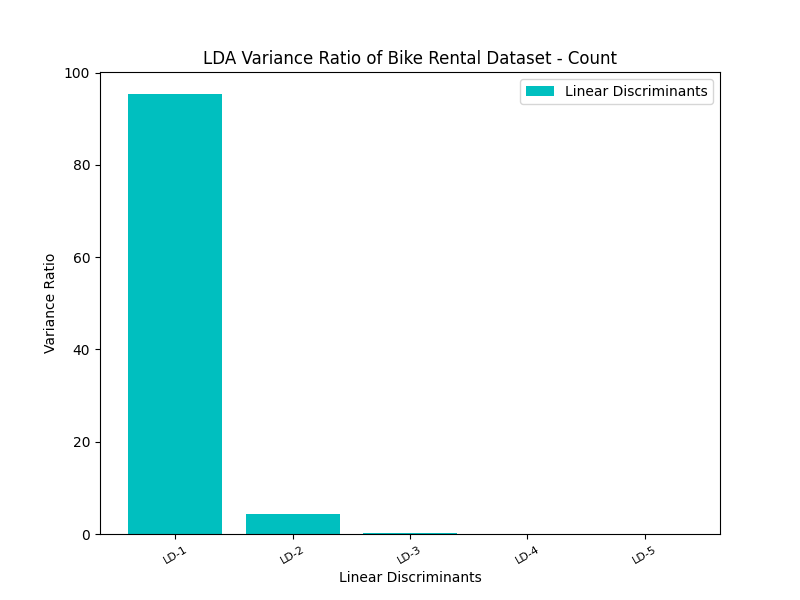 LDA Variance Ratio of Bike Rental Dataset - Count
Linear Discriminants
Variance Ratio
100
80
60
40
20
0
LD-1 LD-2 LD-3 LD-4 LD-5
Linear Discriminants